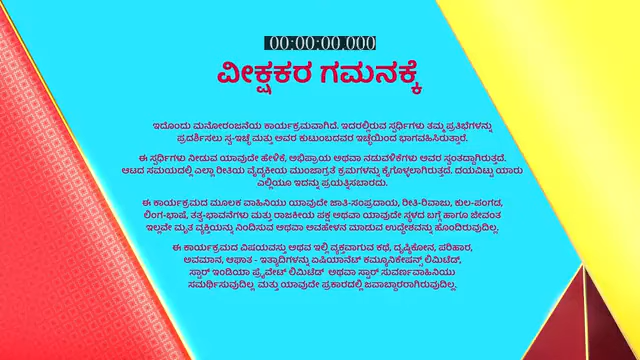 00:00:00,000
ವೀಕ್ಷಕರ ಗಮನಕ್ಕೆ
ಇದೊಂದು ಮನೋರಂಜನೆಯ ಕಾರ್ಯಕ್ರಮವಾಗಿದೆ. ಇದರಲ್ಲಿರುವ ಸ್ಪರ್ಧಿಗಳು ತಮ್ಮ ಪ್ರತಿಭೆಗಳನ್ನು
ಪ್ರದರ್ಶಿಸಲು ಸ್ವ-ಇಚ್ಛೆ ಮತ್ತು ಅವರ ಕುಟುಂಬದವರ ಇಚ್ಛೆಯಿಂದ ಭಾಗವಹಿಸಿರುತ್ತಾರೆ.
ಈ ಸ್ಪರ್ಧಿಗಳು ನೀಡುವ ಯಾವುದೇ ಹೇಳಿಕೆ, ಅಭಿಪ್ರಾಯ ಅಥವಾ ನಡುವಳಿಕೆಗಳು ಅವರ ಸ್ವಂತದ್ದಾಗಿರುತ್ತದೆ.
ಆಟದ ಸಮಯದಲ್ಲಿ ಎಲ್ಲಾ ರೀತಿಯ ವೈದ್ಯಕೀಯ ಮುಂಜಾಗ್ರತೆ ಕ್ರಮಗಳನ್ನು ಕೈಗೊಳ್ಳಲಾಗಿರುತ್ತದೆ. ದಯವಿಟ್ಟು ಯಾರು
ಎಲ್ಲಿಯೂ ಇದನ್ನು ಪ್ರಯತ್ನಿಸಬಾರದು.
ಈ ಕಾರ್ಯಕ್ರಮದ ಮೂಲಕ ವಾಹಿನಿಯು ಯಾವುದೇ ಜಾತಿ-ಸಂಪ್ರದಾಯ, ರೀತಿ-ರಿವಾಜು, ಕುಲ-ಪಂಗಡ,
ಲಿಂಗ-ಭಾಷೆ, ತತ್ವ-ಭಾವನೆಗಳು ಮತ್ತು ರಾಜಕೀಯ ಪಕ್ಷ ಅಥವಾ ಯಾವುದೇ ಸ್ಥಳದ ಬಗ್ಗೆ ಹಾಗೂ ಜೀವಂತ
ಇಲ್ಲವೇ ಮೃತ ವ್ಯಕ್ತಿಯನ್ನು ನಿಂದಿಸುವ ಅಥವಾ ಅವಹೇಳನ ಮಾಡುವ ಉದ್ದೇಶವನ್ನು ಹೊಂದಿರುವುದಿಲ್ಲ.
ಈ ಕಾರ್ಯಕ್ರಮದ ವಿಷಯವಸ್ತು ಅಥವ ಇಲ್ಲಿ ವ್ಯಕ್ತವಾಗುವ ಕಥೆ, ದೃಷ್ಠಿಕೋನ, ಪರಿಹಾರ,
ಅವಮಾನ, ಆಘಾತ - ಇತ್ಯಾದಿಗಳನ್ನು ಏಷಿಯಾನೆಟ್ ಕಮ್ಯೂನಿಕೇಷನ್ಸ್ ಲಿಮಿಟೆಡ್,
ಸ್ಟಾರ್ ಇಂಡಿಯಾ ಪ್ರೈವೇಟ್ ಲಿಮಿಟೆಡ್ ಅಥವಾ ಸ್ಟಾರ್ ಸುವರ್ಣವಾಹಿನಿಯು
ಸಮರ್ಥಿಸುವುದಿಲ್ಲ ಮತ್ತು ಯಾವುದೇ ಪ್ರಕಾರದಲ್ಲಿ ಜವಾಬ್ದಾರರಾಗಿರುವುದಿಲ್ಲ.